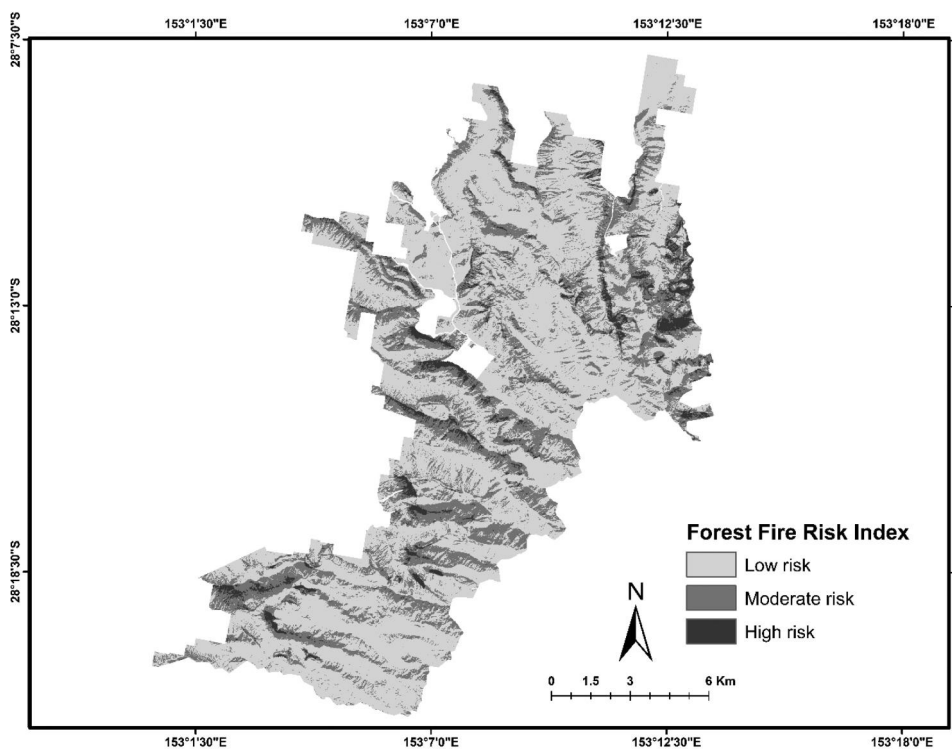 153°1'30"E 153°7'0"E 153°12'30"E 153°18'0"E
28°7'30"S
28°13'0"S
28°18'30"S
Forest Fire Risk Index
Low risk
Moderate risk
High risk
N
0 1.5 3 6 Km
153°1'30"E 153°7'0"E 153°12'30"E 153°18'0"E